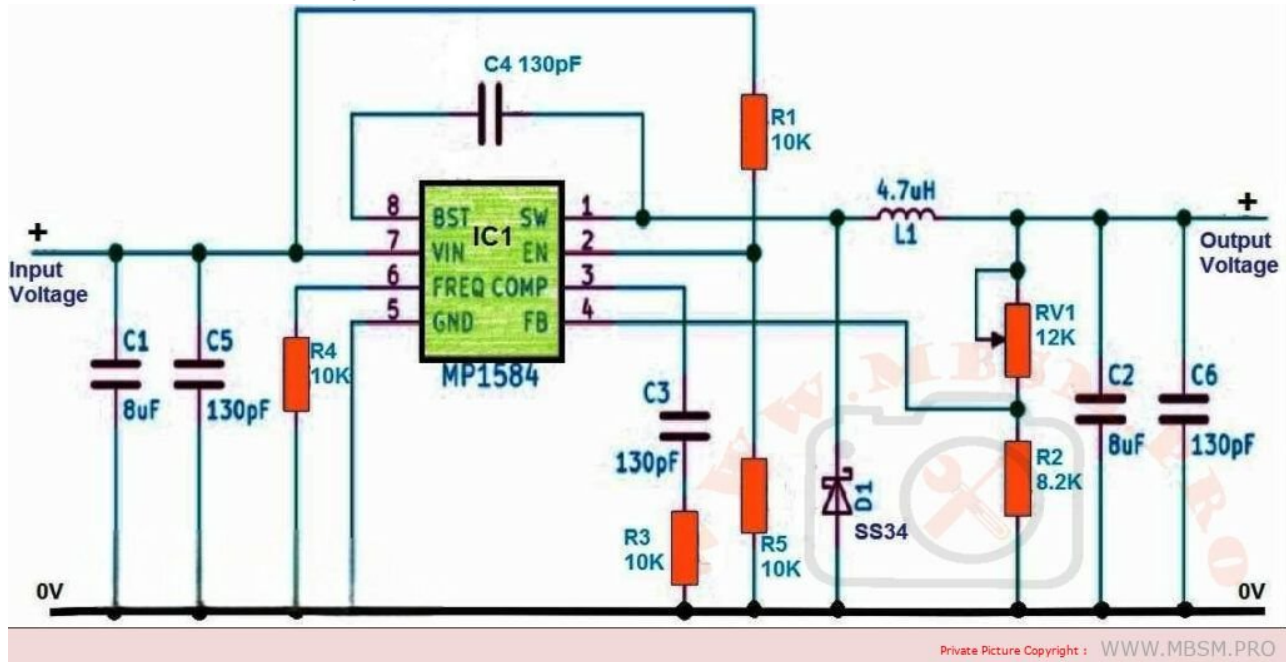 C4 130pF
R1
10K
4.7uH
L1
+
Input
Voltage
8
7
6
5
BST
VIN
FREQ
GND
IC1
SW
EN
COMP
FB
1
2
3
4
MP1584
+
Output
Voltage
C1
8uF
C5
130pF
R4
10K
C3
130pF
R3
10K
R5
10K
D1
SS34
RV1
12K
R2
8.2K
C2
8uF
C6
130pF
0V
0V
WWW.MBSM.PRO
Private Picture Copyright : WWW.MBSM.PRO